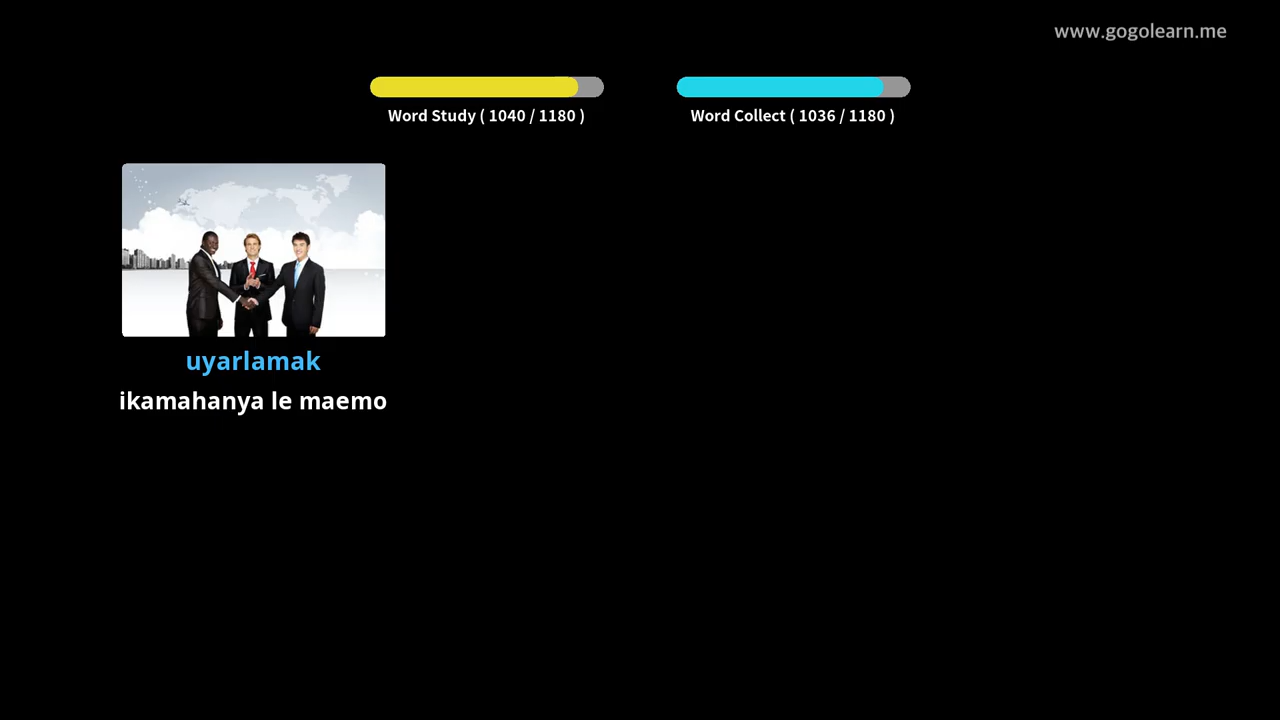 www.gogolearn.me
Word Study ( 1040 / 1180 )
Word Collect ( 1036 / 1180 )
uyarlamak
ikamahanya le maemo